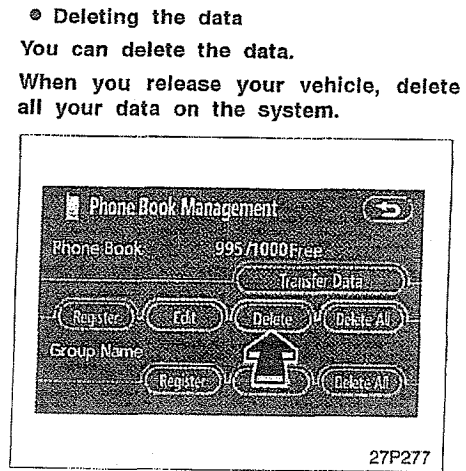 Deleting the data
You can delete the data.
When you release your vehicle, delete
all your data on the system.
Phone Book Management
Phone Book 995/1000Free
Transfer Data
Register Edit Delete Delete All
Group Name
Register Delete All
27P277